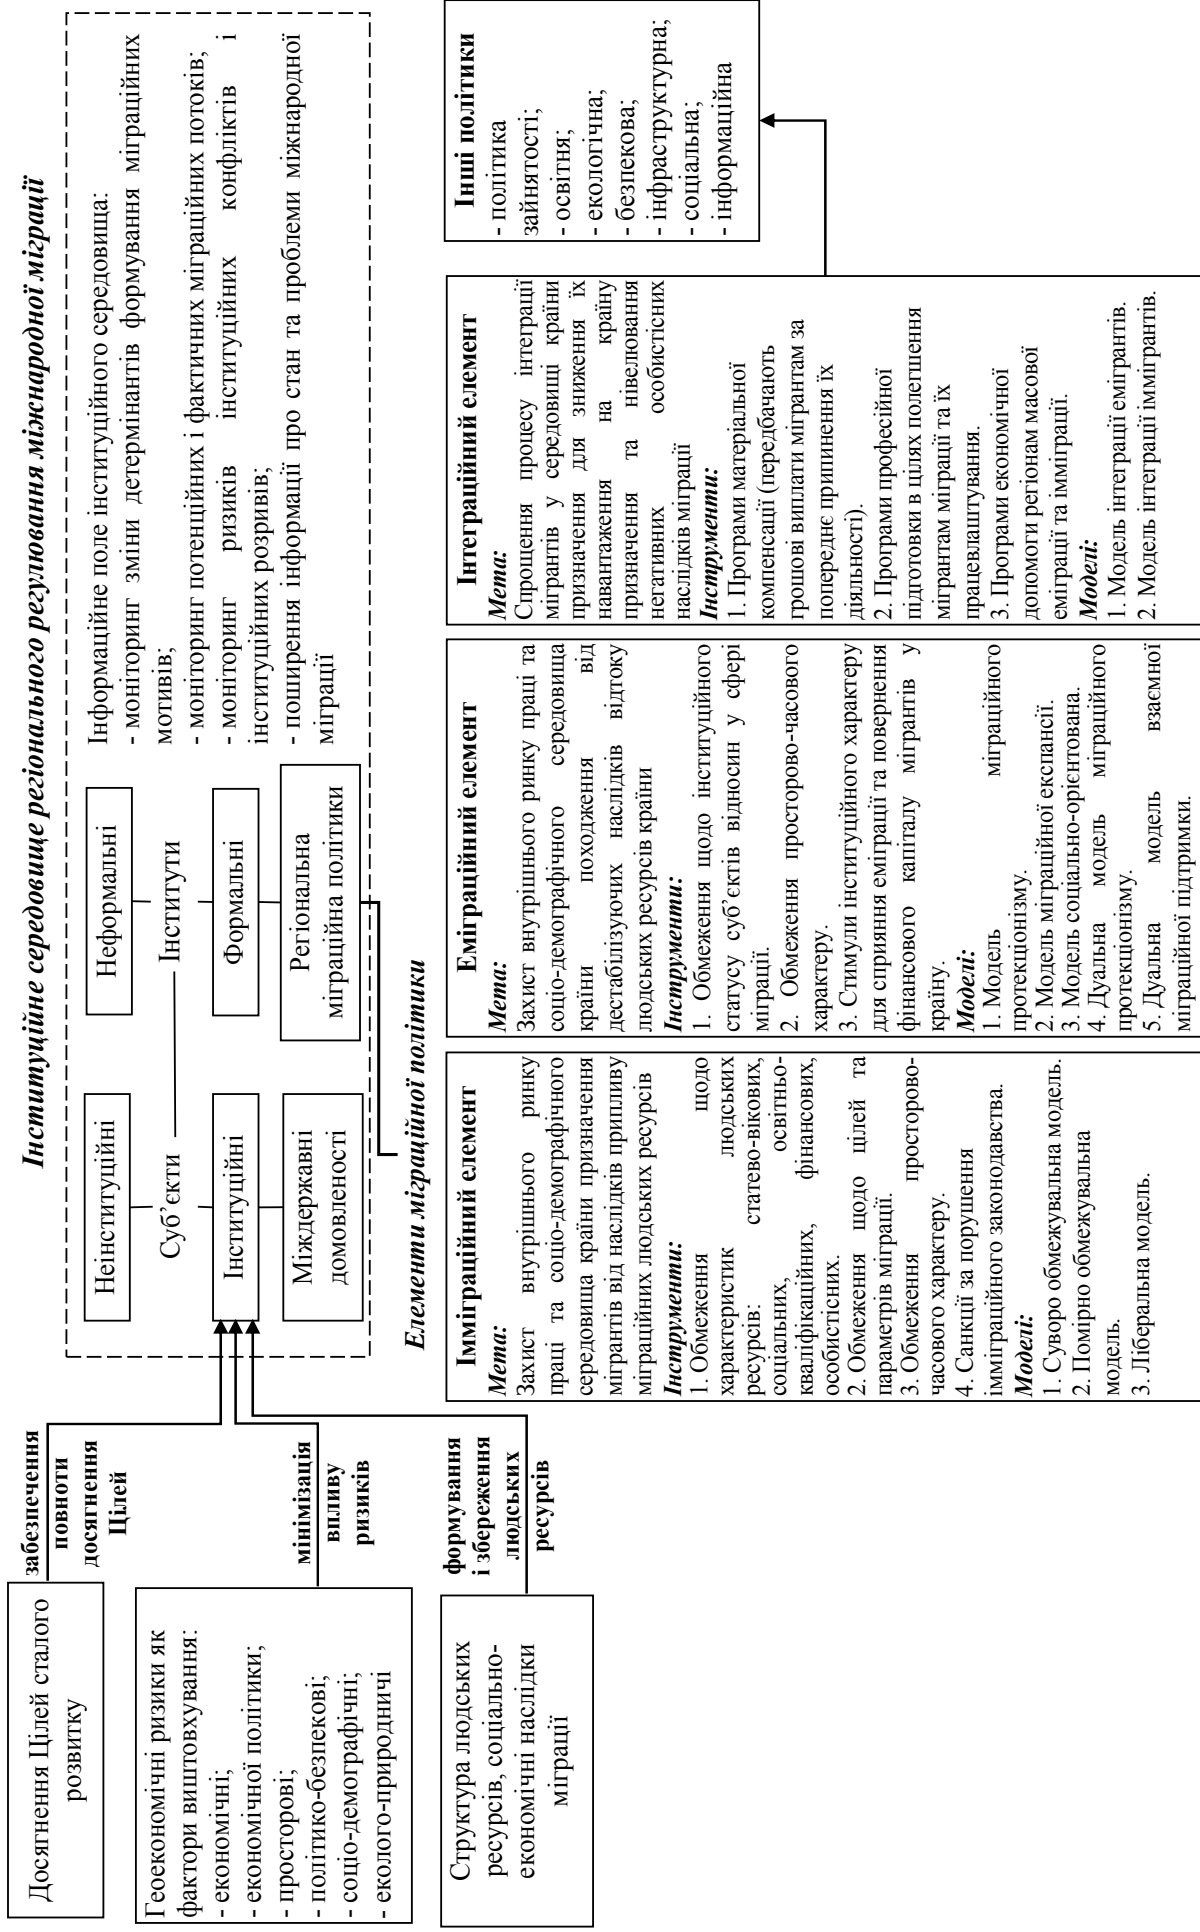 Інституційне середовище регіонального регулювання міжнародної міграції
Досягнення Цілей сталого
розвитку
забезпечення
повноти
досягнення
Цілей
Геоекономічні ризики як
фактори виштовхування:
- економічні;
- економічної політики;
- просторові;
- політико-безпекові;
- соціо-демографічні;
- еколого-природничі
мінімізація
впливу
ризиків
Структура людських
ресурсів, соціально-
економічні наслідки
міграції
формування
і збереження
людських
ресурсів
Неінституційні
Суб’єкти
Інституційні
Міждержавні
домовленості
Неформальні
Інститути
Формальні
Регіональна
міграційна політики
Інформаційне поле інституційного середовища:
- моніторинг зміни детермінантів формування міграційних
мотивів;
- моніторинг потенційних і фактичних міграційних потоків;
- моніторинг ризиків інституційних конфліктів і
інституційних розривів;
- поширення інформації про стан та проблеми міжнародної
міграції
Елементи міграційної політики
Імміграційний елемент
Мета:
Захист внутрішнього ринку
праці та соціо-демографічного
середовища країни призначення
мігрантів від наслідків припливу
міграційних людських ресурсів
Інструменти:
1. Обмеження щодо
характеристик людських
ресурсів: статево-вікових,
соціальних, освітньо-
кваліфікаційних, фінансових,
особистісних.
2. Обмеження щодо цілей та
параметрів міграції.
3. Обмеження просторово-
часового характеру.
4. Санкції за порушення
імміграційного законодавства.
Моделі:
1. Суворо обмежувальна модель.
2. Помірно обмежувальна
модель.
3. Ліберальна модель.
Еміграційний елемент
Мета:
Захист внутрішнього ринку праці та
соціо-демографічного середовища
країни походження від
дестабілізуючих наслідків відтоку
людських ресурсів країни
Інструменти:
1. Обмеження щодо інституційного
статусу суб’єктів відносин у сфері
міграції.
2. Обмеження просторово-часового
характеру.
3. Стимули інституційного характеру
для сприяння еміграції та повернення
фінансового капіталу мігрантів у
країну.
Моделі:
1. Модель міграційного
протекціонізму.
2. Модель міграційної експансії.
3. Модель соціально-орієнтована.
4. Дуальна модель міграційного
протекціонізму.
5. Дуальна модель взаємної
міграційної підтримки.
Інтеграційний елемент
Мета:
Спрощення процесу інтеграції
мігрантів у середовищі країни
призначення для зниження їх
навантаження на країну
призначення та нівелювання
негативних особистісних
наслідків міграції
Інструменти:
1. Програми матеріальної
компенсації (передбачають
грошові виплати мігрантам за
попереднє припинення їх
діяльності).
2. Програми професійної
підготовки в цілях полегшення
мігрантам міграції та їх
працевлаштування.
3. Програми економічної
допомоги регіонам масової
еміграції та імміграції.
Моделі:
1. Модель інтеграції емігрантів.
2. Модель інтеграції іммігрантів.
Інші політики
- політика
зайнятості;
- освітня;
- екологічна;
- безпекова;
- інфраструктурна;
- соціальна;
- інформаційна